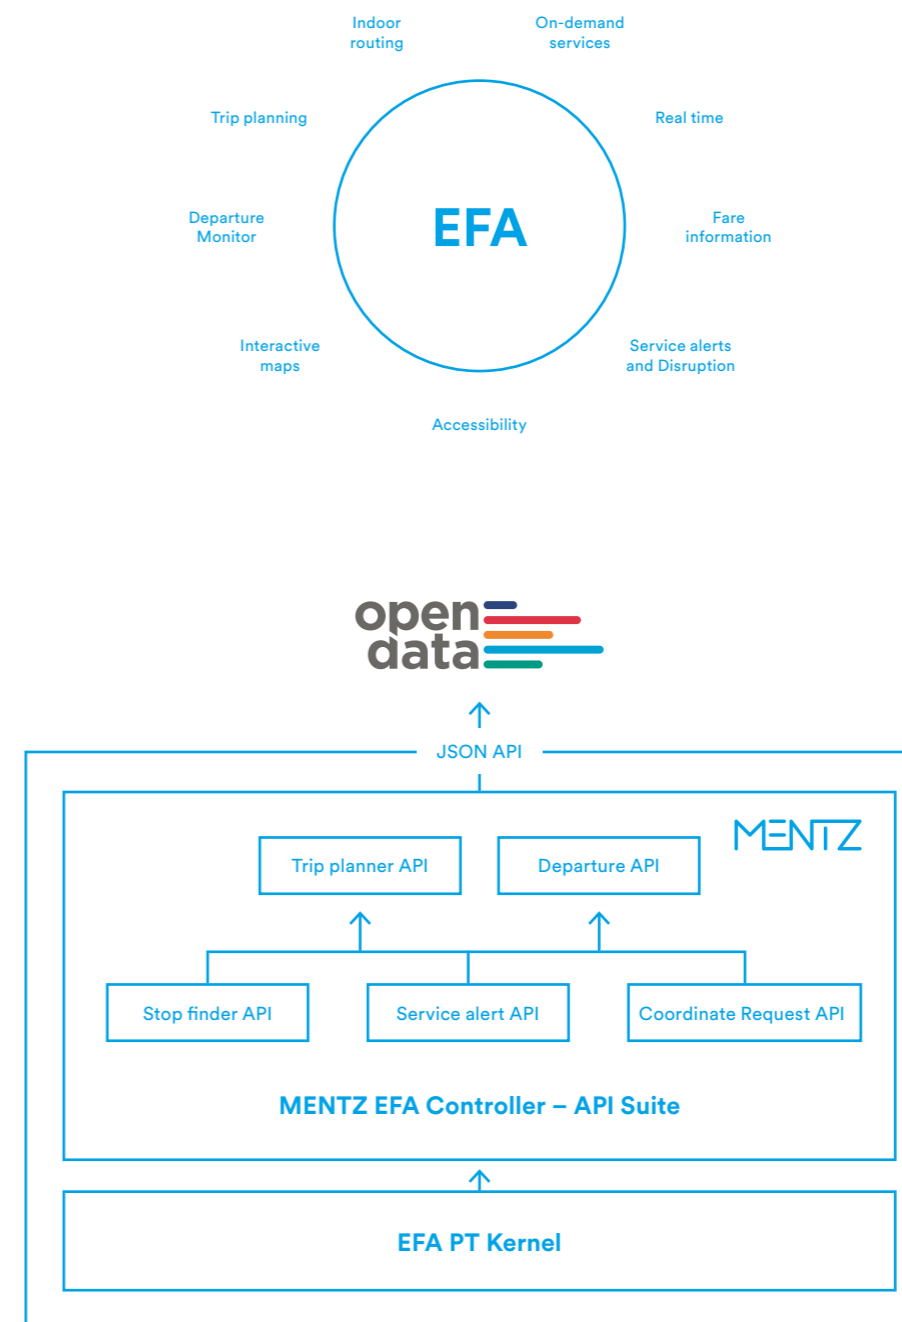 Indoor
routing
On-demand
services
Trip planning
Real time
Departure
Monitor
EFA
Fare
information
Interactive
maps
Service alerts
and Disruption
Accessibility
open
data
JSON API
MENTZ
Trip planner API
Departure API
Stop finder API
Service alert API
Coordinate Request API
MENTZ EFA Controller – API Suite
EFA PT Kernel